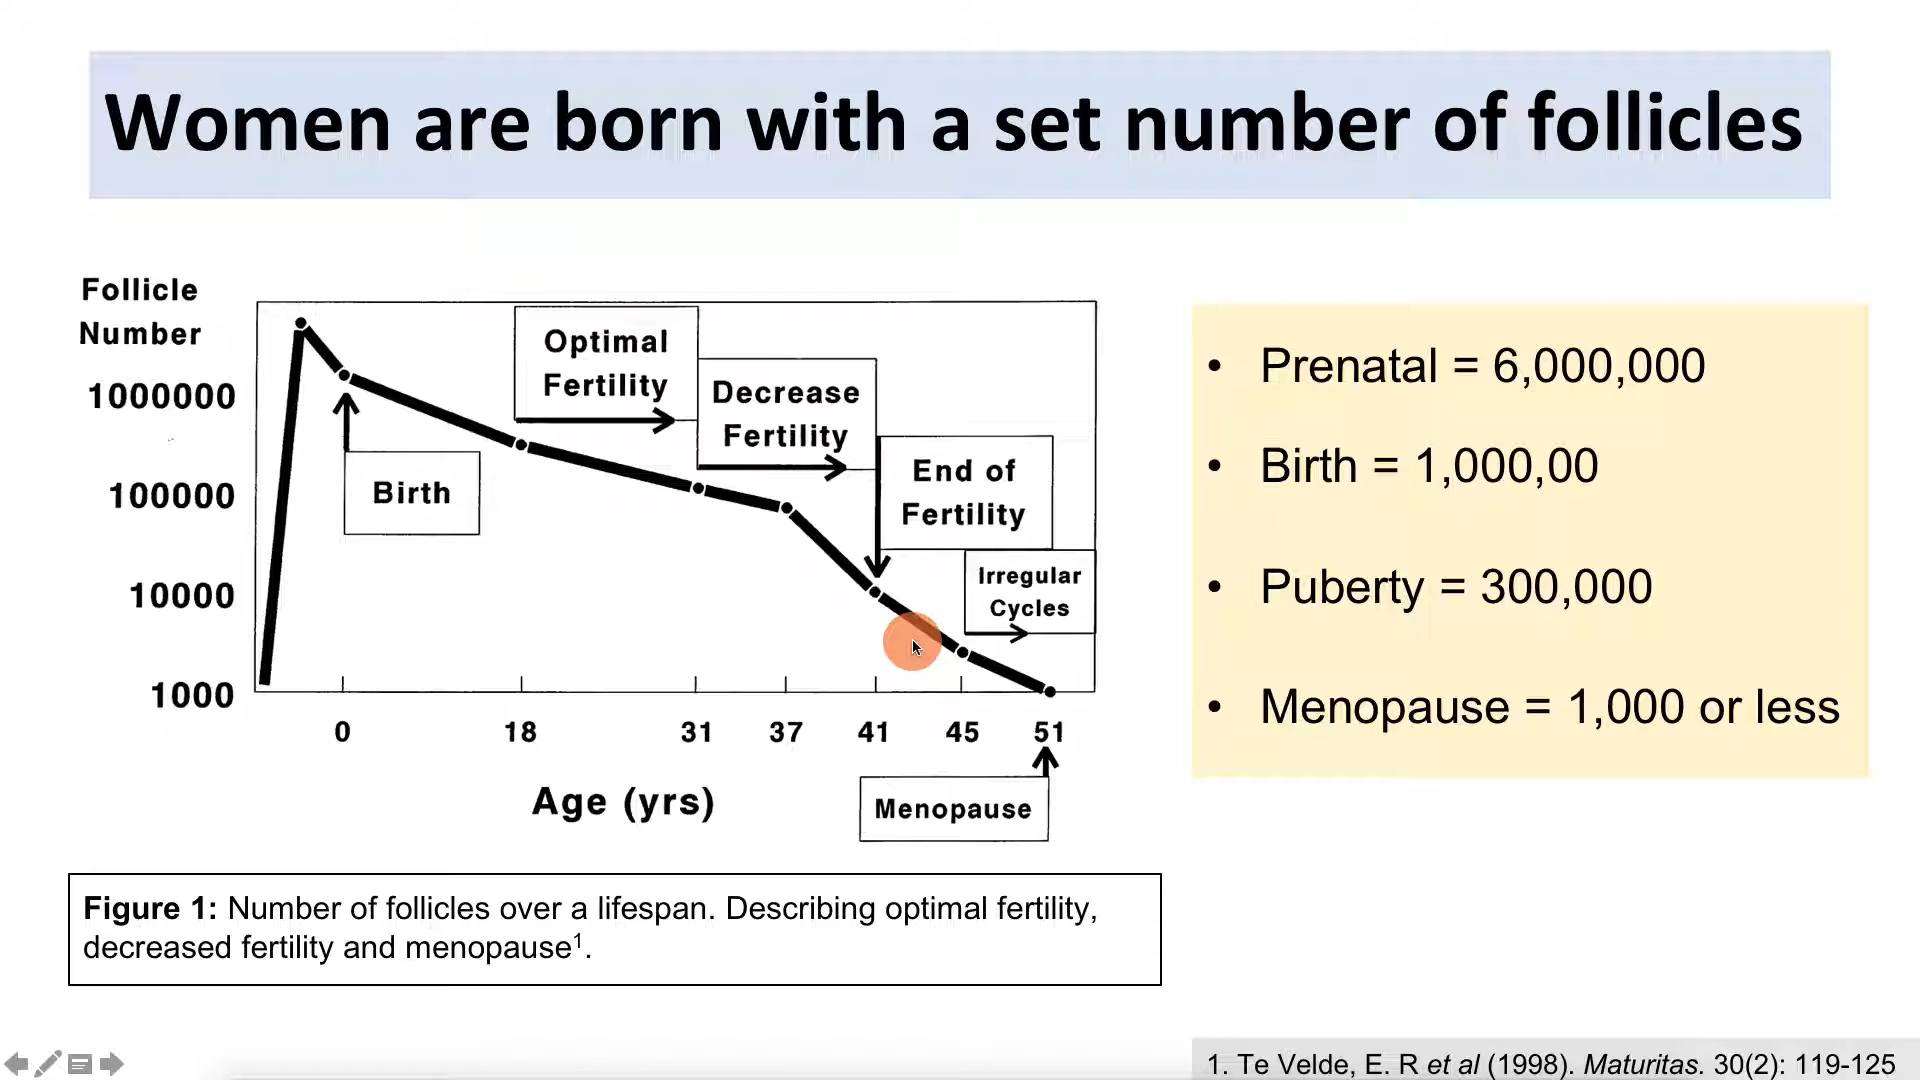 Women are born with a set number of follicles
Follicle
Number
1000000
100000
10000
1000
Optimal
Fertility
Decrease
Fertility
End of
Fertility
Irregular
Cycles
Birth
0 18 31 37 41 45 51
Age (yrs)
Menopause
• Prenatal = 6,000,000
• Birth = 1,000,00
• Puberty = 300,000
• Menopause = 1,000 or less
Figure 1: Number of follicles over a lifespan. Describing optimal fertility,
decreased fertility and menopause¹.
1. Te Velde, E. R et al (1998). Maturitas. 30(2): 119-125